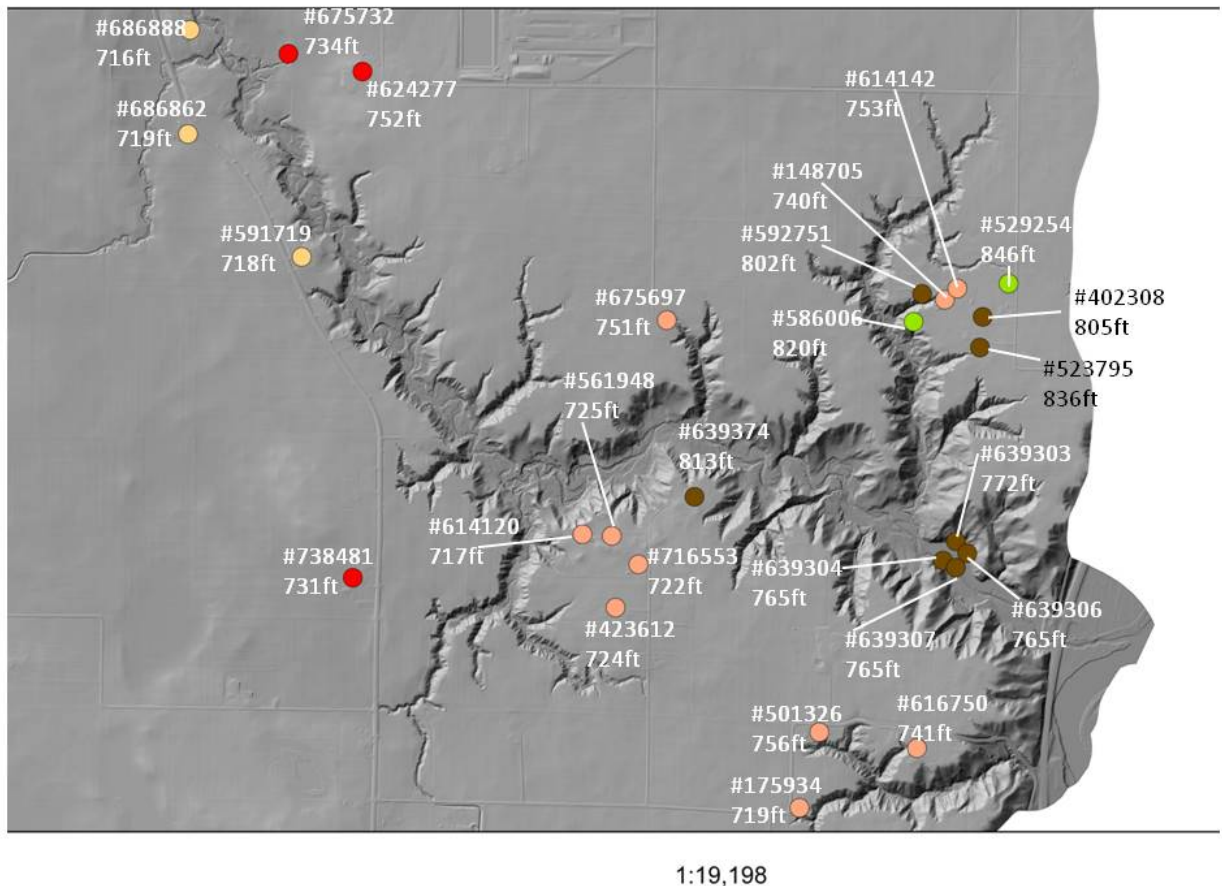 #686888
716ft
#675732
734ft
#624277
752ft
#686862
719ft
#614142
753ft
#148705
740ft
#592751
802ft
#529254
846ft
#591719
718ft
#675697
751ft
#586006
820ft
#402308
805ft
#523795
836ft
#561948
725ft
#639374
813ft
#639303
772ft
#614120
717ft
#738481
731ft
#716553
722ft
#639304
765ft
#423612
724ft
#639307
765ft
#639306
765ft
#501326
756ft
#616750
741ft
#175934
719ft
1:19,198